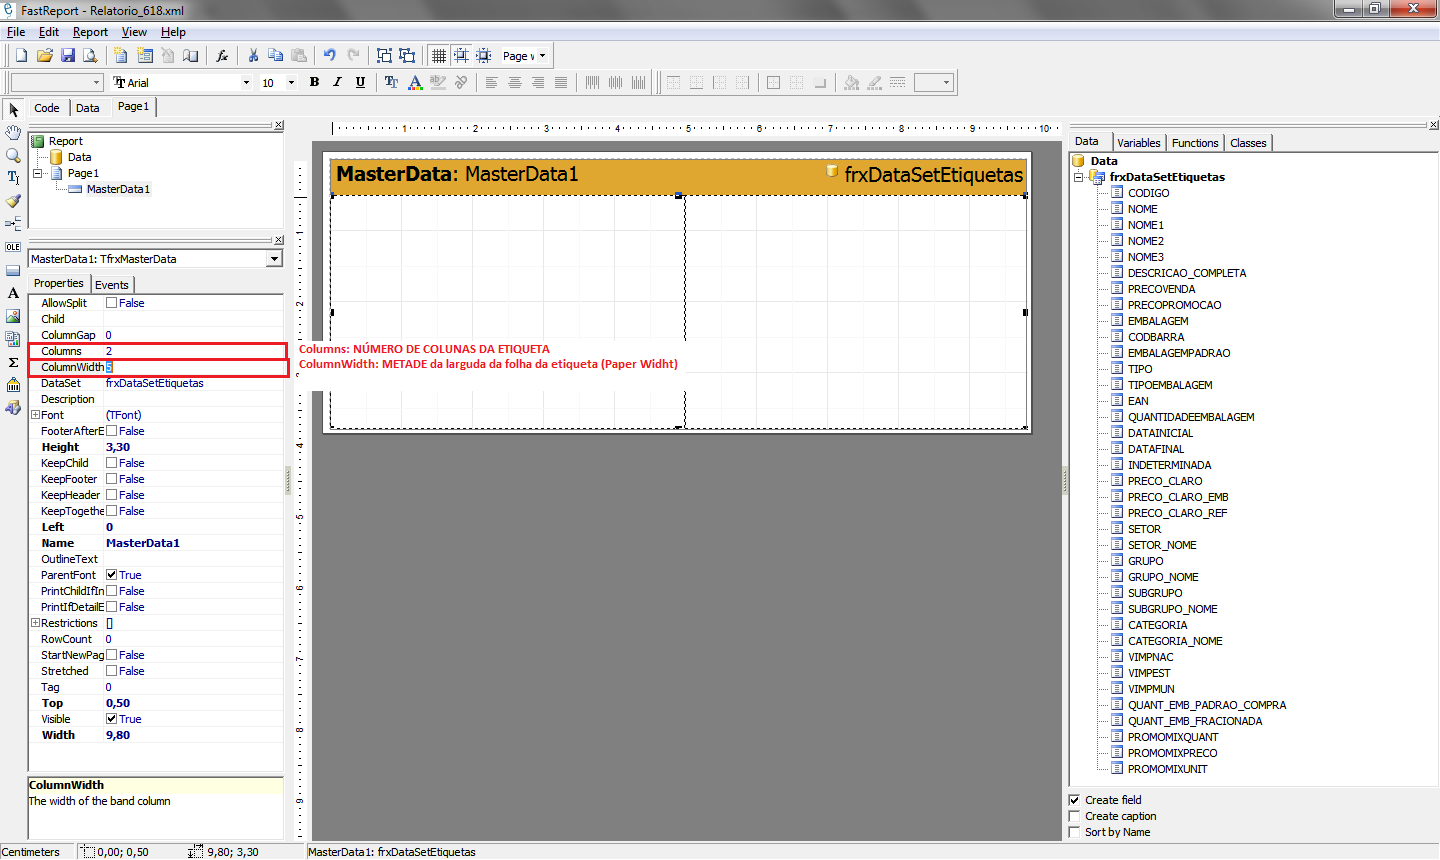 FastReport - Relatorio_618.xml
File Edit Report View Help
Page v
Arial 10 B I U
Code Data Page1
Report
Data
Page1
MasterData1
MasterData1: TfrxMasterData
Properties Events
AllowSplit False
Child
ColumnGap 0
Columns 2
ColumnWidth 5
DataSet frxDataSetEtiquetas
Description
Font (TFont)
FooterAfterE False
Height 3,30
KeepChild False
KeepFooter False
KeepHeader False
KeepTogethe False
Left 0
Name MasterData1
OutlineText
ParentFont True
PrintChildIfIn False
PrintIfDetailE False
Restrictions []
RowCount 0
StartNewPag False
Stretched False
Tag 0
Top 0,50
Visible True
Width 9,80
ColumnWidth
The width of the band column
Centimeters 0,00; 0,50 9,80; 3,30 MasterData1: frxDataSetEtiquetas
1 2 3 4 5 6 7 8 9 10
1
2
4
5
6
7
8
9
MasterData: MasterData1 frxDataSetEtiquetas
Columns: NÚMERO DE COLUNAS DA ETIQUETA
ColumnWidth: METADE da larguda da folha da etiqueta (Paper Widht)
Data Variables Functions Classes
Data
frxDataSetEtiquetas
CODIGO
NOME
NOME1
NOME2
NOME3
DESCRICAO_COMPLETA
PRECOVENDA
PRECOPROMOCAO
EMBALAGEM
CODBARRA
EMBALAGEMPADRAO
TIPO
TIPOEMBALAGEM
EAN
QUANTIDADEEMBALAGEM
DATAINICIAL
DATAFINAL
INDETERMINADA
PRECO_CLARO
PRECO_CLARO_EMB
PRECO_CLARO_REF
SETOR
SETOR_NOME
GRUPO
GRUPO_NOME
SUBGRUPO
SUBGRUPO_NOME
CATEGORIA
CATEGORIA_NOME
VIMPNAC
VIMPEST
VIMPMUN
QUANT_EMB_PADRAO_COMPRA
QUANT_EMB_FRACIONADA
PROMOMIXQUANT
PROMOMIXPRECO
PROMOMIXUNIT
Create field
Create caption
Sort by Name